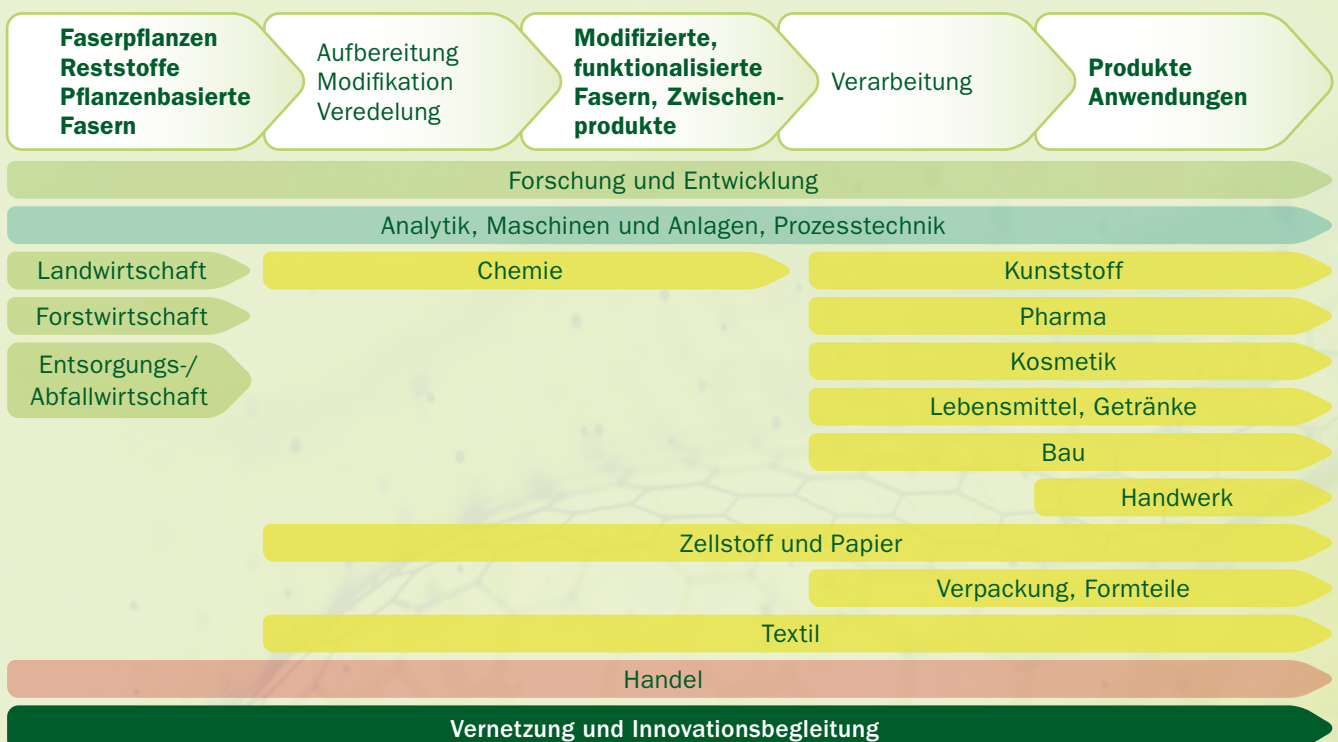 Faserpflanzen
Reststoffe
Pflanzenbasierte
Fasern
Aufbereitung
Modifikation
Veredelung
Modifizierte,
funktionalisierte
Fasern, Zwischen-
produkte
Verarbeitung
Produkte
Anwendungen
Forschung und Entwicklung
Analytik, Maschinen und Anlagen, Prozesstechnik
Landwirtschaft
Chemie
Kunststoff
Forstwirtschaft
Pharma
Entsorgungs-/
Abfallwirtschaft
Kosmetik
Lebensmittel, Getränke
Bau
Handwerk
Zellstoff und Papier
Verpackung, Formteile
Textil
Handel
Vernetzung und Innovationsbegleitung